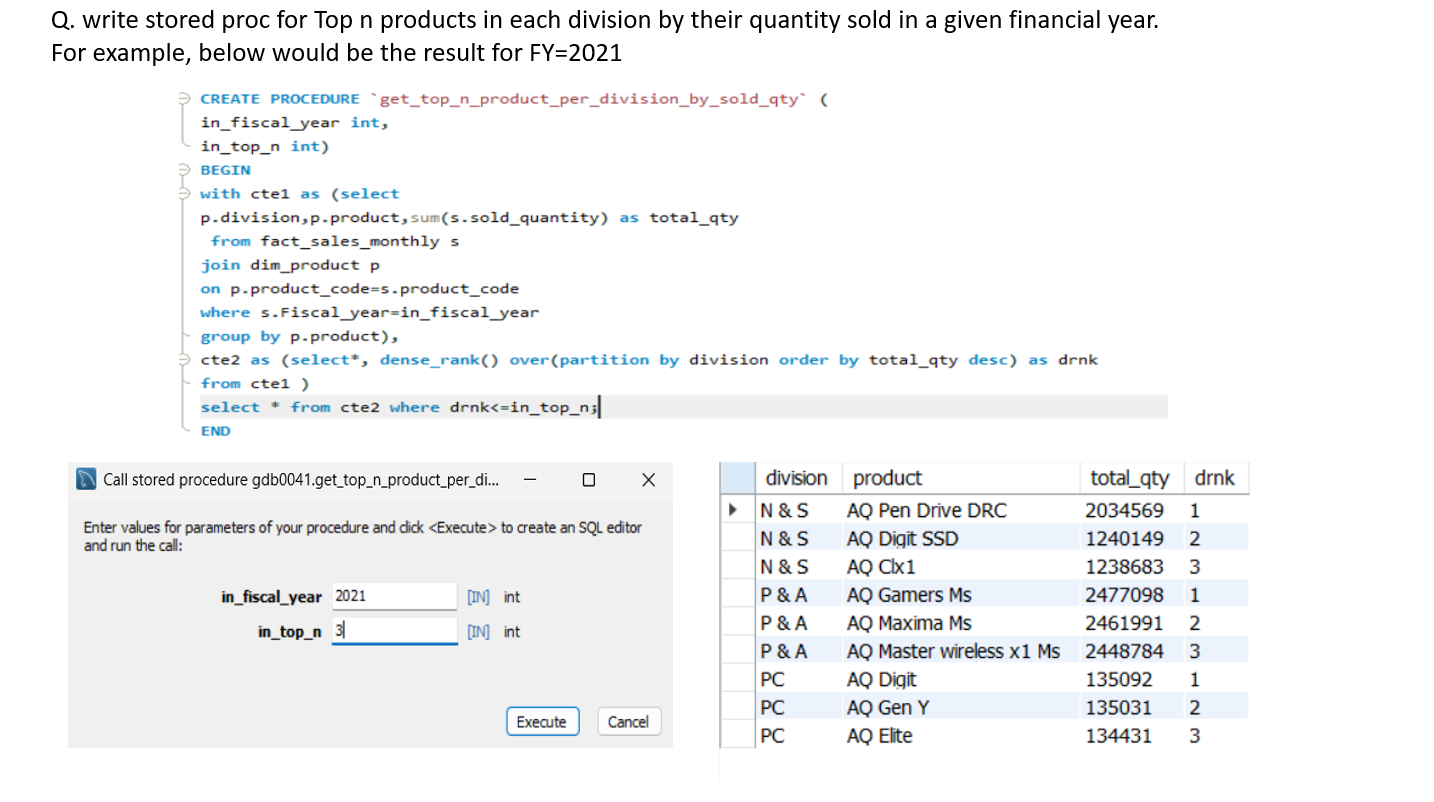 Q. write stored proc for Top n products in each division by their quantity sold in a given financial year.
For example, below would be the result for FY=2021
CREATE PROCEDURE `get_top_n_product_per_division_by_sold_qty` (
in_fiscal_year int,
in_top_n int)
BEGIN
with cte1 as (select
p.division,p.product,sum(s.sold_quantity) as total_qty
from fact_sales_monthly s
join dim_product p
on p.product_code=s.product_code
where s.Fiscal_year=in_fiscal_year
group by p.product),
cte2 as (select*, dense_rank() over(partition by division order by total_qty desc) as drnk
from cte1 )
select * from cte2 where drnk<=in_top_n;
END
Call stored procedure gdb0041.get_top_n_product_per_di...
Enter values for parameters of your procedure and click <Execute> to create an SQL editor
and run the call:
in_fiscal_year 2021 [IN] int
in_top_n 3 [IN] int
Execute Cancel
division product total_qty drnk
N & S AQ Pen Drive DRC 2034569 1
N & S AQ Digit SSD 1240149 2
N & S AQ Clx1 1238683 3
P & A AQ Gamers Ms 2477098 1
P & A AQ Maxima Ms 2461991 2
P & A AQ Master wireless x1 Ms 2448784 3
PC AQ Digit 135092 1
PC AQ Gen Y 135031 2
PC AQ Elite 134431 3